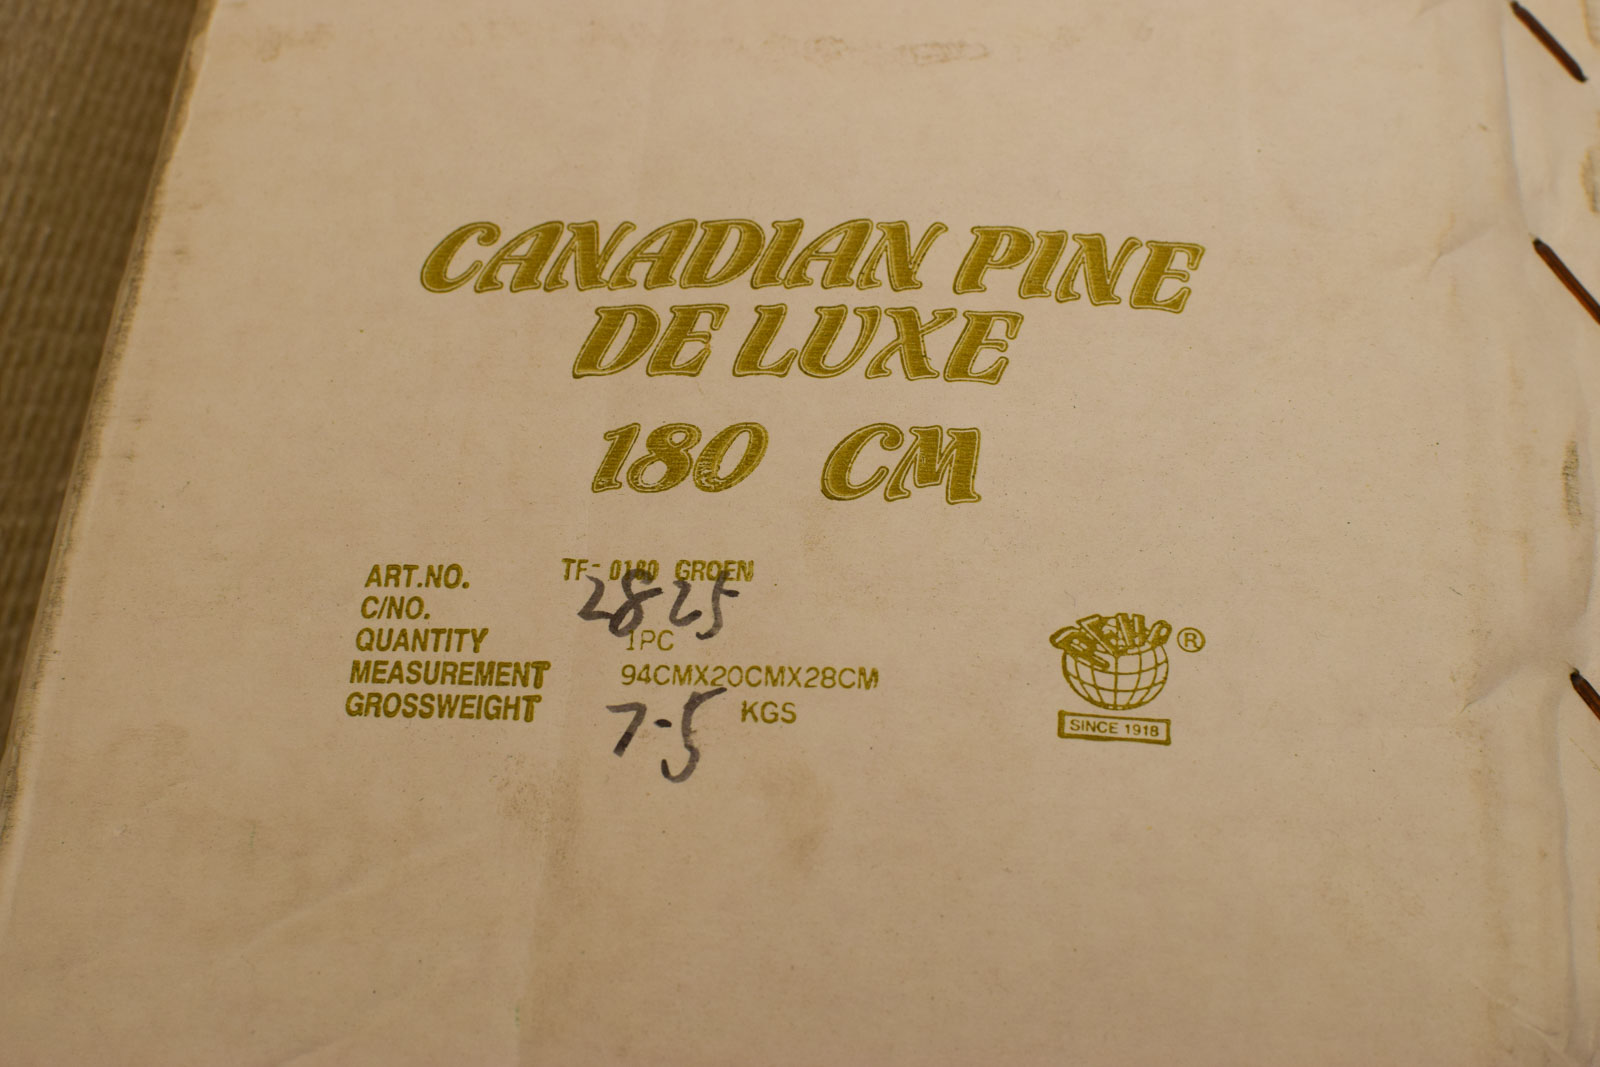 CANADIAN PINE
DE LUXE
180 CM
ART.NO. TF-0180 GROEN
C/NO. 2825
QUANTITY 1PC
MEASUREMENT 94CMX20CMX28CM
GROSSWEIGHT 7-5 KGS
®
SINCE 1918